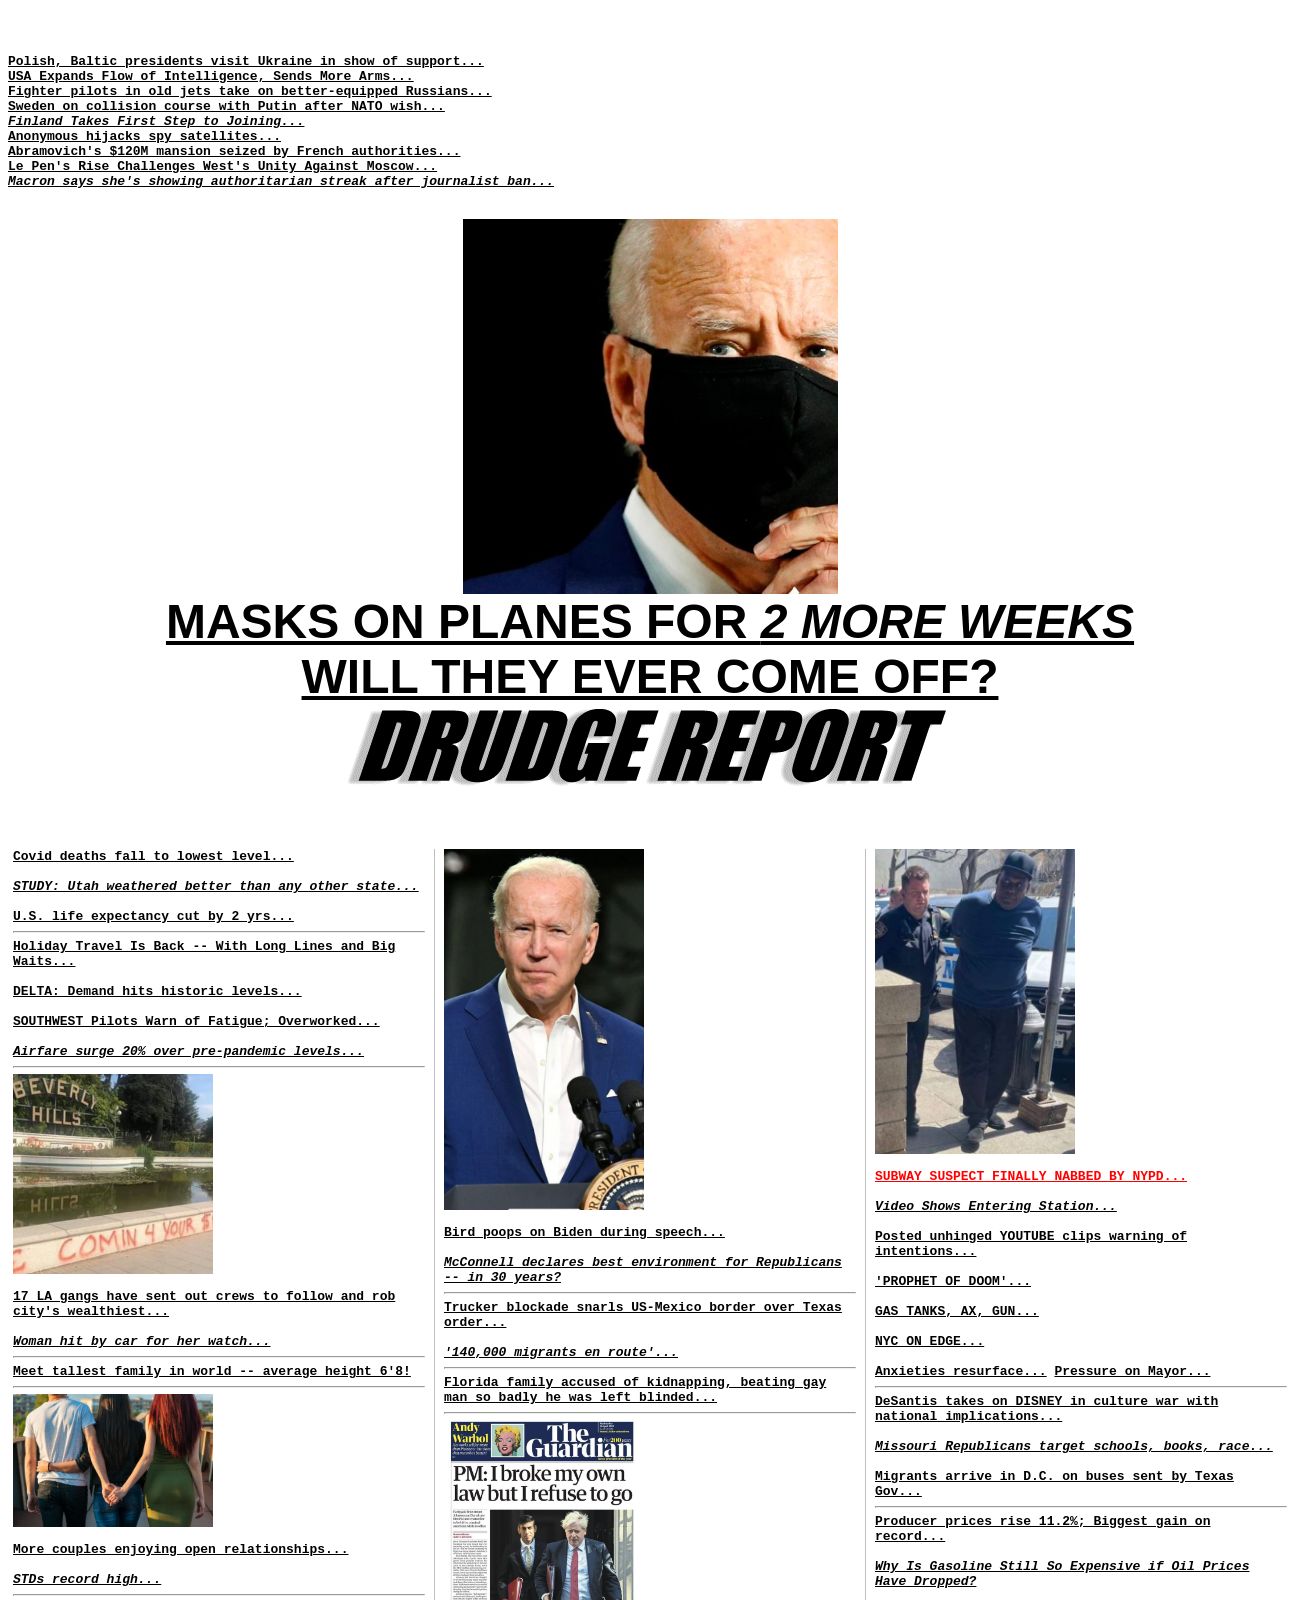 Polish, Baltic presidents visit Ukraine in show of support...
USA Expands Flow of Intelligence, Sends More Arms...
Fighter pilots in old jets take on better-equipped Russians...
Sweden on collision course with Putin after NATO wish...
Finland Takes First Step to Joining...
Anonymous hijacks spy satellites...
Abramovich's $120M mansion seized by French authorities...
Le Pen's Rise Challenges West's Unity Against Moscow...
Macron says she's showing authoritarian streak after journalist ban...
MASKS ON PLANES FOR 2 MORE WEEKS
WILL THEY EVER COME OFF?
DRUDGE REPORT
Covid deaths fall to lowest level...
STUDY: Utah weathered better than any other state...
U.S. life expectancy cut by 2 yrs...
Holiday Travel Is Back -- With Long Lines and Big
Waits...
DELTA: Demand hits historic levels...
SOUTHWEST Pilots Warn of Fatigue; Overworked...
Airfare surge 20% over pre-pandemic levels...
BEVERLY
HILLS
COMIN 4 YOUR $
17 LA gangs have sent out crews to follow and rob
city's wealthiest...
Woman hit by car for her watch...
Meet tallest family in world -- average height 6'8!
More couples enjoying open relationships...
STDs record high...
PRESIDENT
Bird poops on Biden during speech...
McConnell declares best environment for Republicans
-- in 30 years?
Trucker blockade snarls US-Mexico border over Texas
order...
'140,000 migrants en route'...
Florida family accused of kidnapping, beating gay
man so badly he was left blinded...
Andy
Warhol
The
Guardian
PM: I broke my own
law but I refuse to go
SUBWAY SUSPECT FINALLY NABBED BY NYPD...
Video Shows Entering Station...
Posted unhinged YOUTUBE clips warning of
intentions...
'PROPHET OF DOOM'...
GAS TANKS, AX, GUN...
NYC ON EDGE...
Anxieties resurface... Pressure on Mayor...
DeSantis takes on DISNEY in culture war with
national implications...
Missouri Republicans target schools, books, race...
Migrants arrive in D.C. on buses sent by Texas
Gov...
Producer prices rise 11.2%; Biggest gain on
record...
Why Is Gasoline Still So Expensive if Oil Prices
Have Dropped?